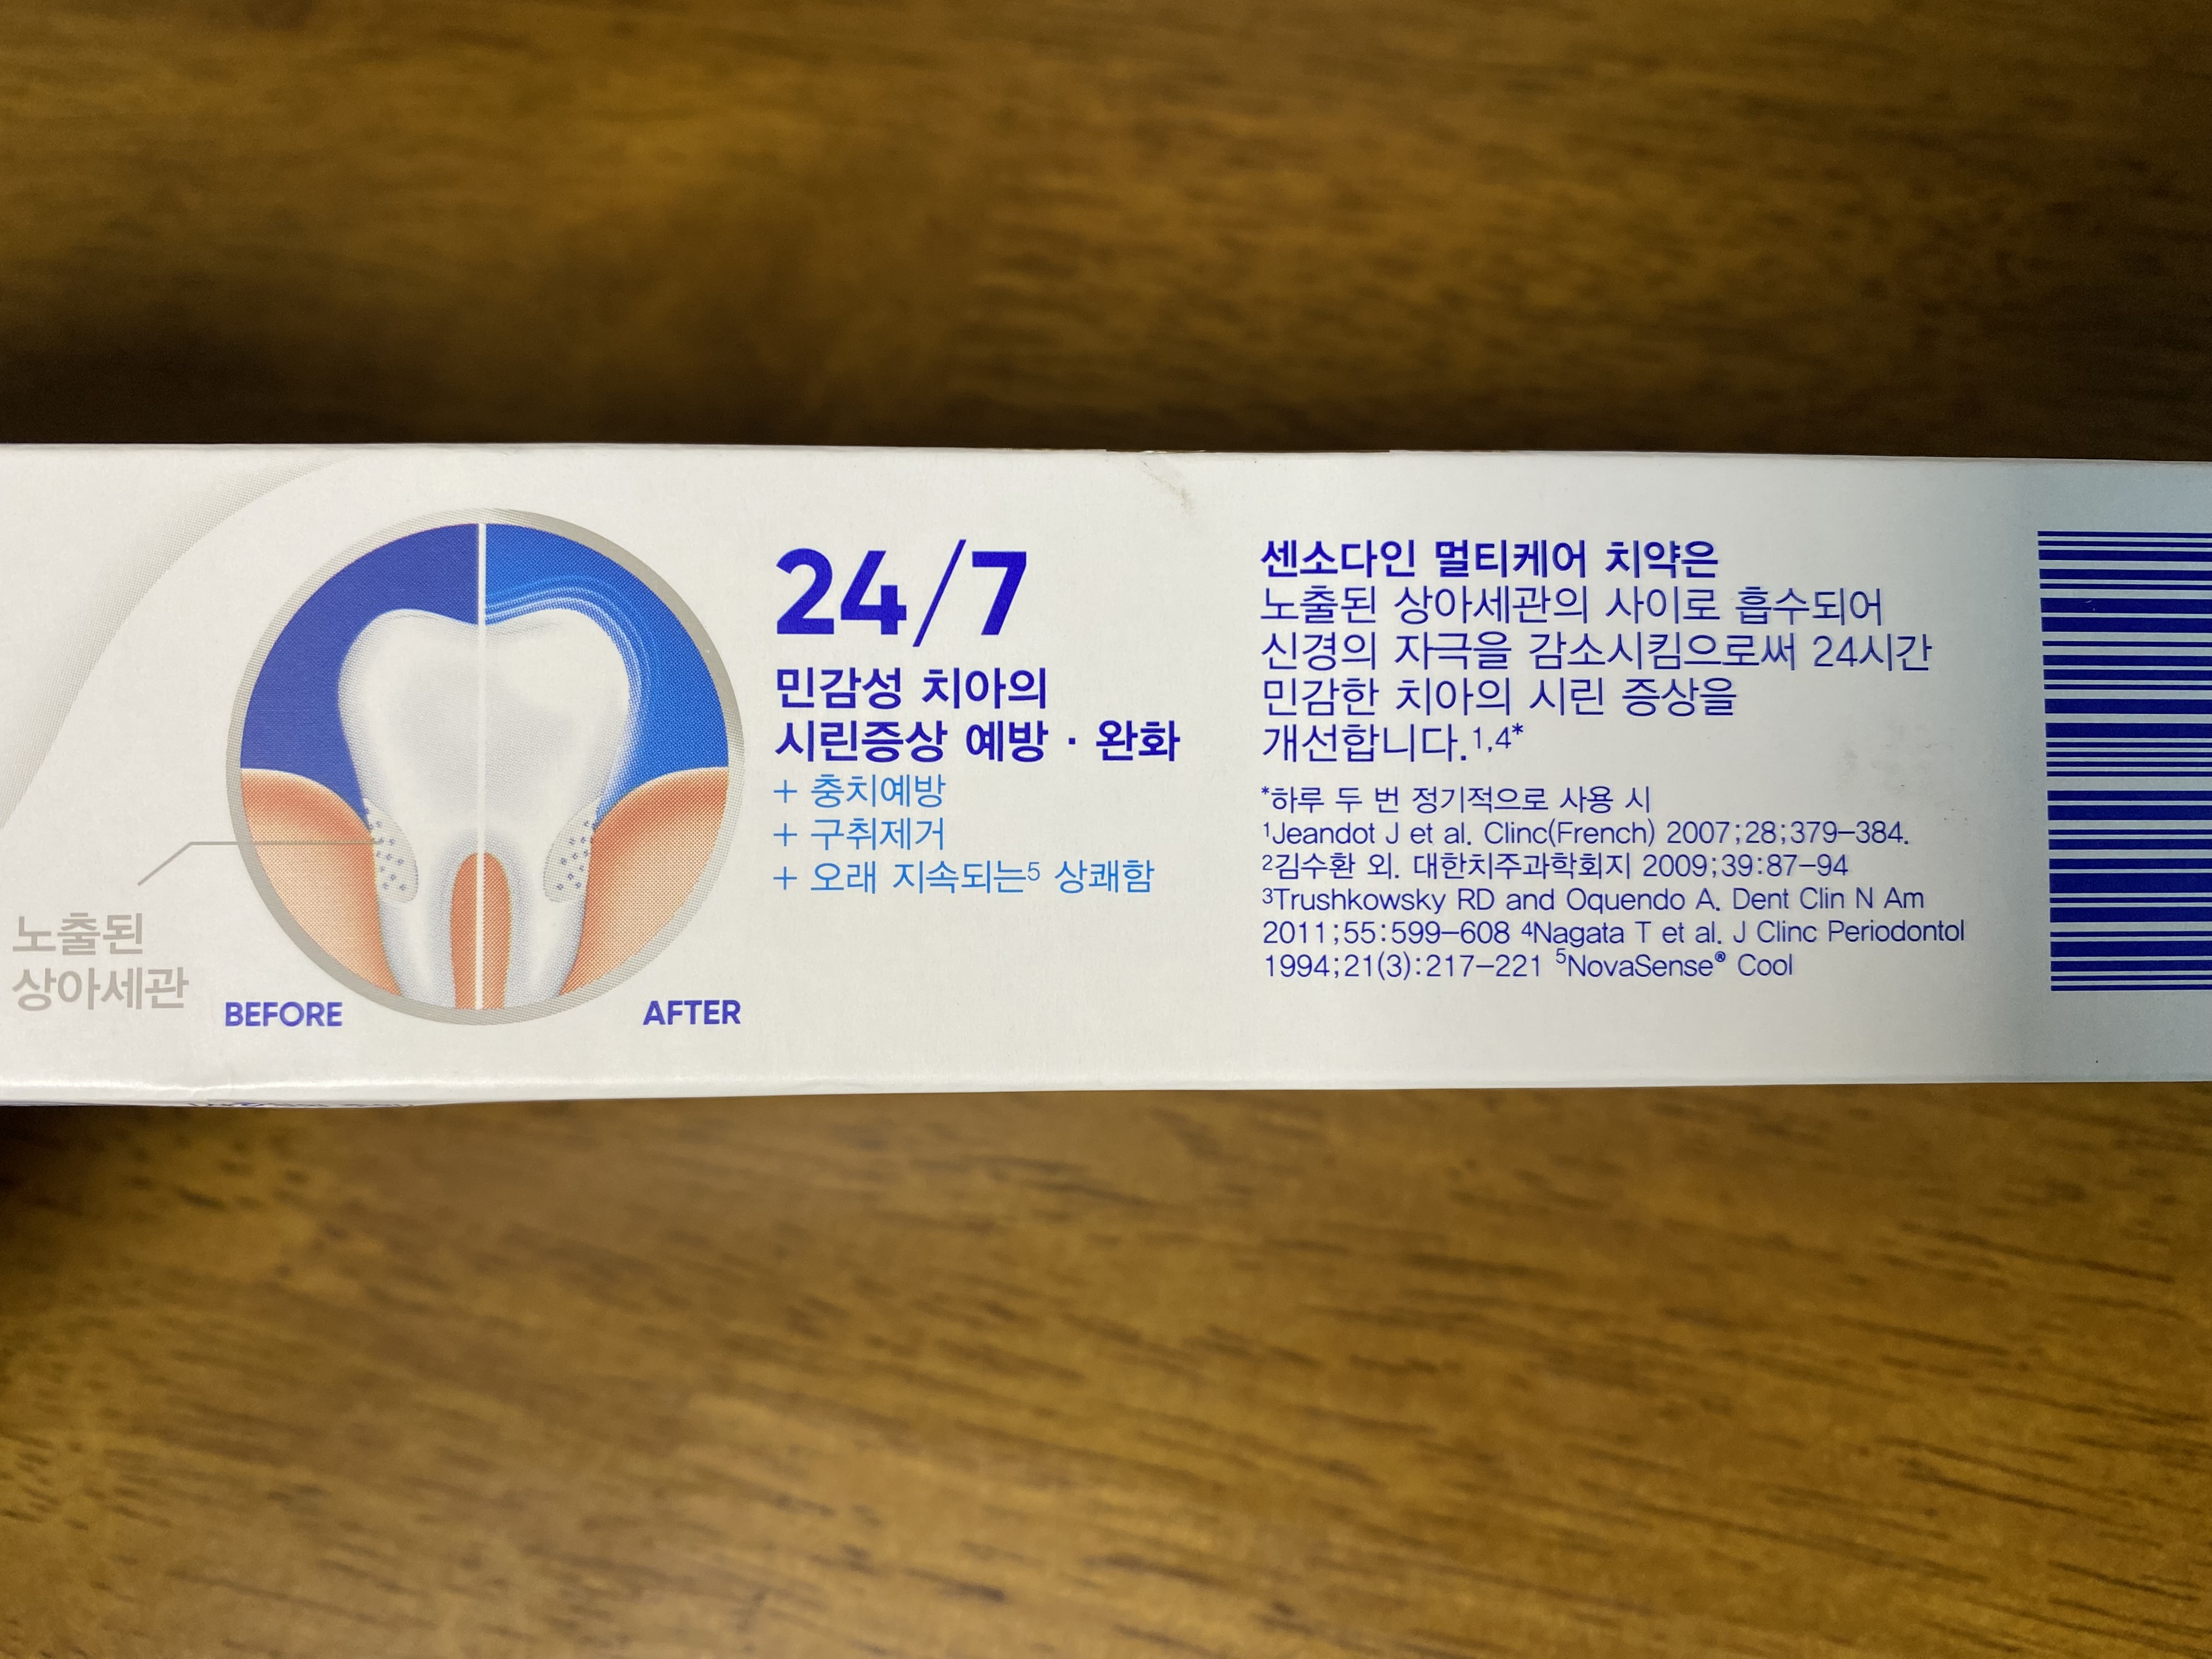 노출된
상아세관
BEFORE
AFTER
24/7
민감성 치아의
시린증상 예방 · 완화
+ 충치예방
+ 구취제거
+ 오래 지속되는⁵ 상쾌함
센소다인 멀티케어 치약은
노출된 상아세관의 사이로 흡수되어
신경의 자극을 감소시킴으로써 24시간
민감한 치아의 시린 증상을
개선합니다.¹,⁴*
*하루 두 번 정기적으로 사용 시
¹Jeandot J et al. Clinc(French) 2007;28;379–384.
²김수환 외. 대한치주과학회지 2009;39:87–94
³Trushkowsky RD and Oquendo A. Dent Clin N Am
2011;55:599–608 ⁴Nagata T et al. J Clinc Periodontol
1994;21(3):217–221 ⁵NovaSense® Cool